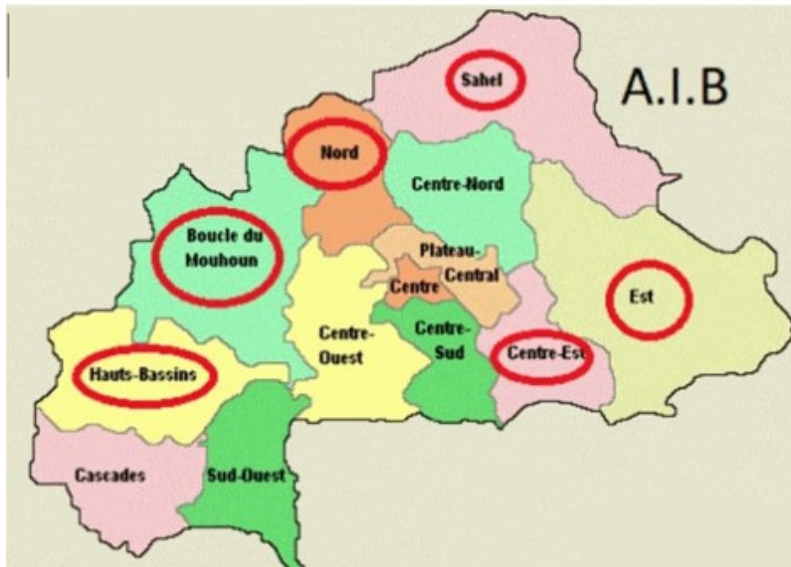 Sahel
A.I.B
Nord
Centre-Nord
Boucle du
Mouhoun
Plateau-
Central
Centre
Est
Centre-
Ouest
Centre-
Sud
Centre-Est
Hauts-Bassins
Cascades
Sud-Ouest